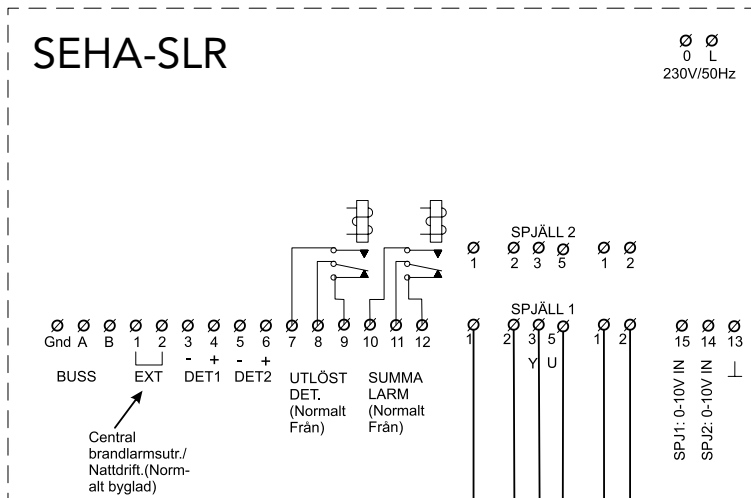 SEHA-SLR
0 L
230V/50Hz
SPJÄLL 2
1 2 3 5 1 2
SPJÄLL 1
Gnd A B 1 2 3 4 5 6 7 8 9 10 11 12
1 2 3 5 1 2
15 14 13
- + - +
Y U
BUSS EXT DET1 DET2
UTLÖST
DET.
(Normalt
Från)
SUMMA
LARM
(Normalt
Från)
SPJ1: 0-10V IN
SPJ2: 0-10V IN
Central
brandlarmsutr./
Nattdrift.(Norm-
alt byglad)